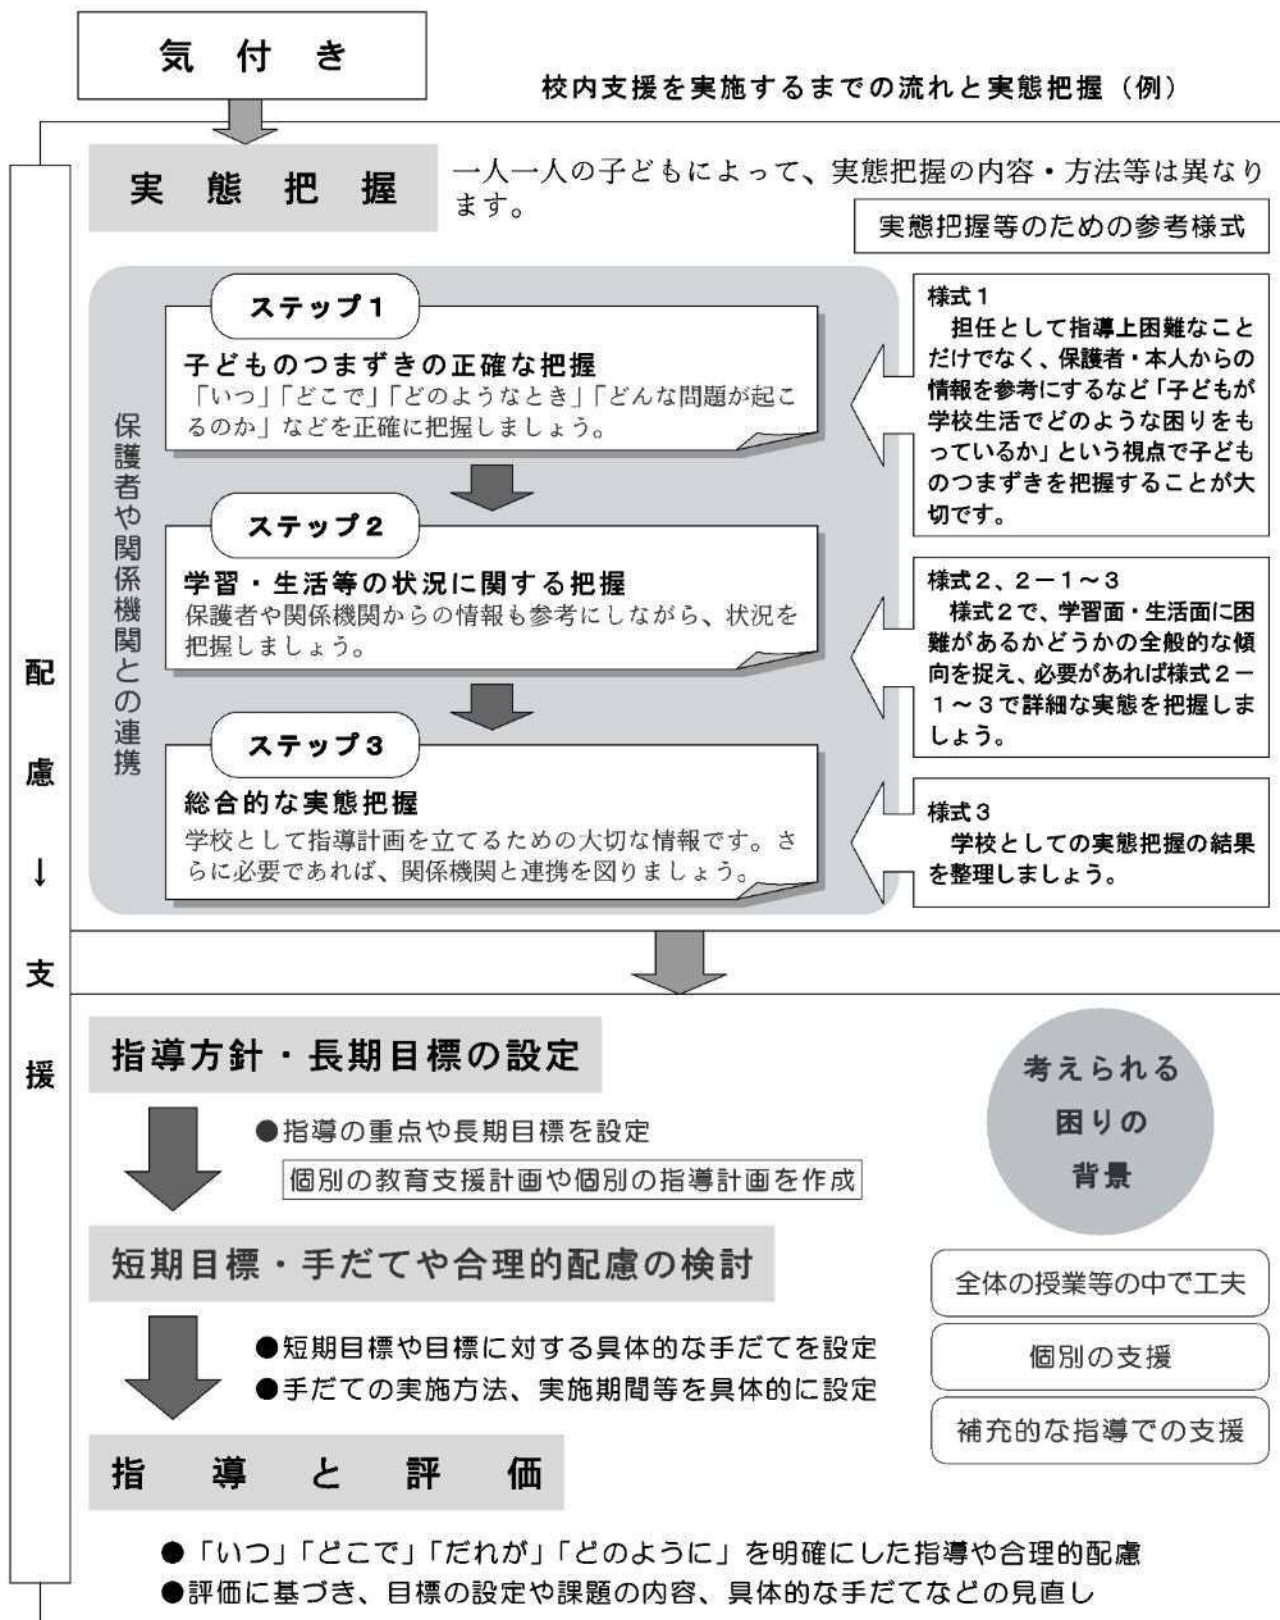 気付き
校内支援を実施するまでの流れと実態把握（例）
実態把握
一人一人の子どもによって、実態把握の内容・方法等は異なり
ます。
実態把握等のための参考様式
保護者や関係機関との連携
ステップ１
子どものつまずきの正確な把握
「いつ」「どこで」「どのようなとき」「どんな問題が起こ
るのか」などを正確に把握しましょう。
様式１
担任として指導上困難なこと
だけでなく、保護者・本人からの
情報を参考にするなど「子どもが
学校生活でどのような困りをも
っているか」という視点で子ども
のつまずきを把握することが大
切です。
ステップ２
学習・生活等の状況に関する把握
保護者や関係機関からの情報も参考にしながら、状況を
把握しましょう。
様式２、２－１～３
様式２で、学習面・生活面に困
難があるかどうかの全般的な傾
向を捉え、必要があれば様式２－
１～３で詳細な実態を把握しま
しょう。
ステップ３
総合的な実態把握
学校として指導計画を立てるための大切な情報です。さ
らに必要であれば、関係機関と連携を図りましょう。
様式３
学校としての実態把握の結果
を整理しましょう。
配慮↓支援
指導方針・長期目標の設定
●指導の重点や長期目標を設定
個別の教育支援計画や個別の指導計画を作成
考えられる
困りの
背景
短期目標・手だてや合理的配慮の検討
●短期目標や目標に対する具体的な手だてを設定
●手だての実施方法、実施期間等を具体的に設定
全体の授業等の中で工夫
個別の支援
補充的な指導での支援
指導と評価
●「いつ」「どこで」「だれが」「どのように」を明確にした指導や合理的配慮
●評価に基づき、目標の設定や課題の内容、具体的な手だてなどの見直し